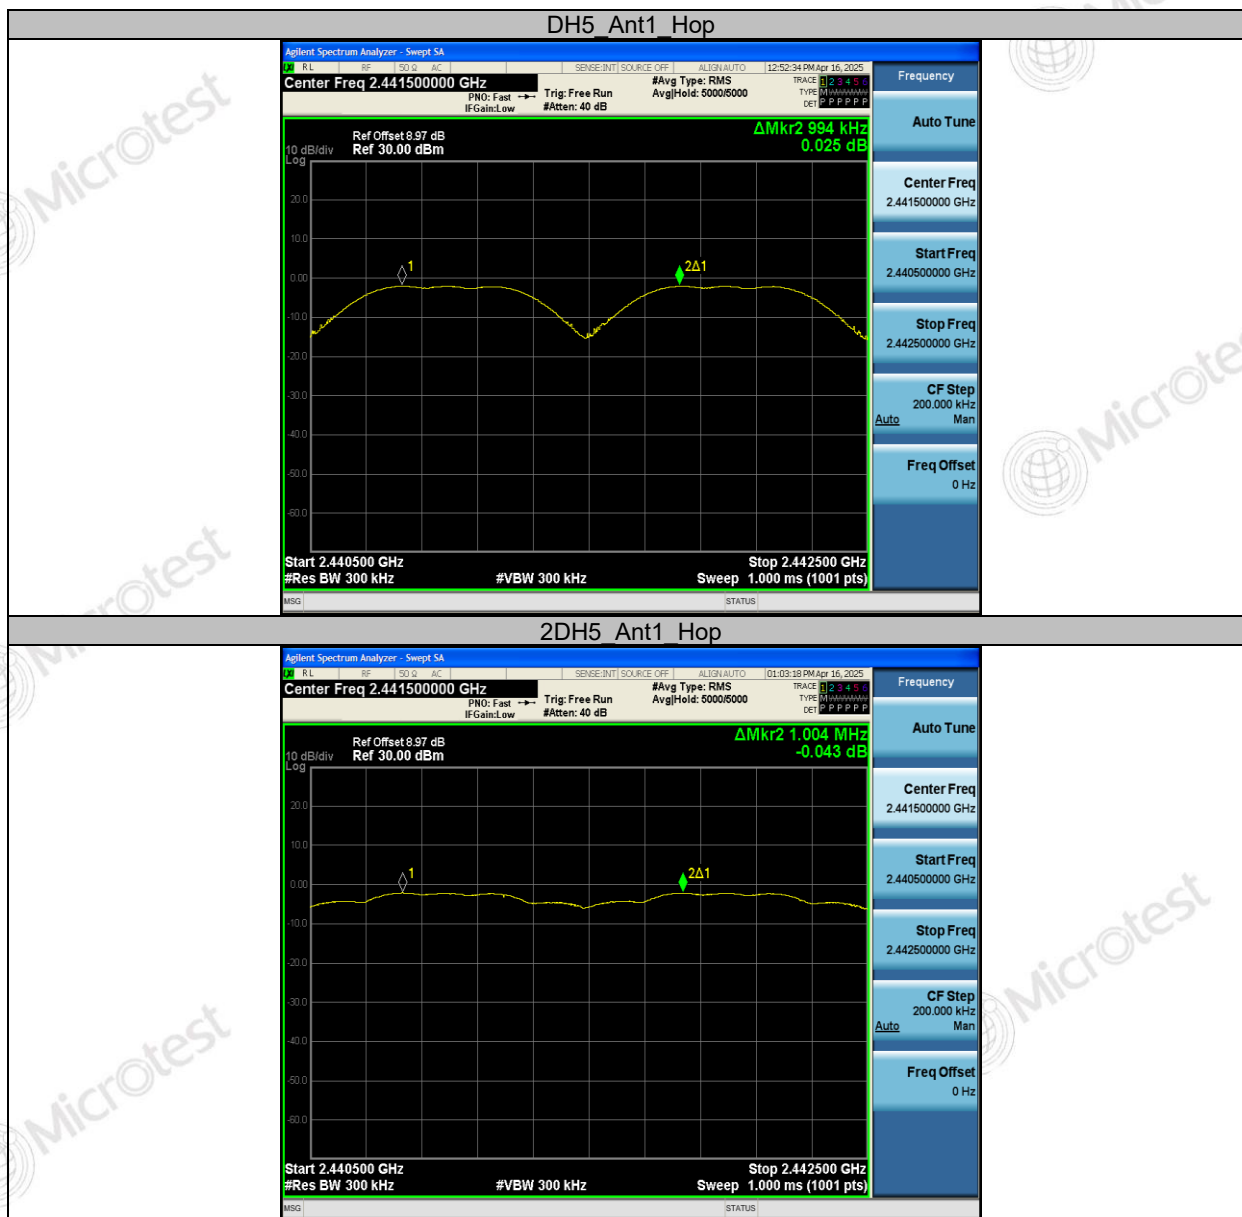 DH5_Ant1_Hop
Agilent Spectrum Analyzer - Swept SA
RL RF 50 Ω AC SENSE:INT SOURCE OFF ALIGN AUTO 12:52:34 PM Apr 16, 2025
Center Freq 2.441500000 GHz
#Avg Type: RMS
TRACE 1 2 3 4 5 6
PNO: Fast
Trig: Free Run
Avg|Hold: 5000/5000
TYPE M
IFGain:Low
#Atten: 40 dB
DET P P P P P P
Frequency
Auto Tune
Center Freq
2.441500000 GHz
Start Freq
2.440500000 GHz
Stop Freq
2.442500000 GHz
CF Step
200.000 kHz
Auto Man
Freq Offset
0 Hz
ΔMkr2 994 kHz
0.025 dB
Ref Offset 8.97 dB
10 dB/div Ref 30.00 dBm
Log
20.0
10.0
0.00
-10.0
-20.0
-30.0
-40.0
-50.0
-60.0
1
2Δ1
Start 2.440500 GHz Stop 2.442500 GHz
#Res BW 300 kHz #VBW 300 kHz Sweep 1.000 ms (1001 pts)
MSG STATUS
2DH5_Ant1_Hop
Agilent Spectrum Analyzer - Swept SA
RL RF 50 Ω AC SENSE:INT SOURCE OFF ALIGN AUTO 01:03:18 PM Apr 16, 2025
Center Freq 2.441500000 GHz
#Avg Type: RMS
TRACE 1 2 3 4 5 6
PNO: Fast
Trig: Free Run
Avg|Hold: 5000/5000
TYPE M
IFGain:Low
#Atten: 40 dB
DET P P P P P P
Frequency
Auto Tune
Center Freq
2.441500000 GHz
Start Freq
2.440500000 GHz
Stop Freq
2.442500000 GHz
CF Step
200.000 kHz
Auto Man
Freq Offset
0 Hz
ΔMkr2 1.004 MHz
-0.043 dB
Ref Offset 8.97 dB
10 dB/div Ref 30.00 dBm
Log
20.0
10.0
0.00
-10.0
-20.0
-30.0
-40.0
-50.0
-60.0
1
2Δ1
Start 2.440500 GHz Stop 2.442500 GHz
#Res BW 300 kHz #VBW 300 kHz Sweep 1.000 ms (1001 pts)
MSG STATUS
Microtest
Microtest
Microtest
Microtest
Microtest
Microtest